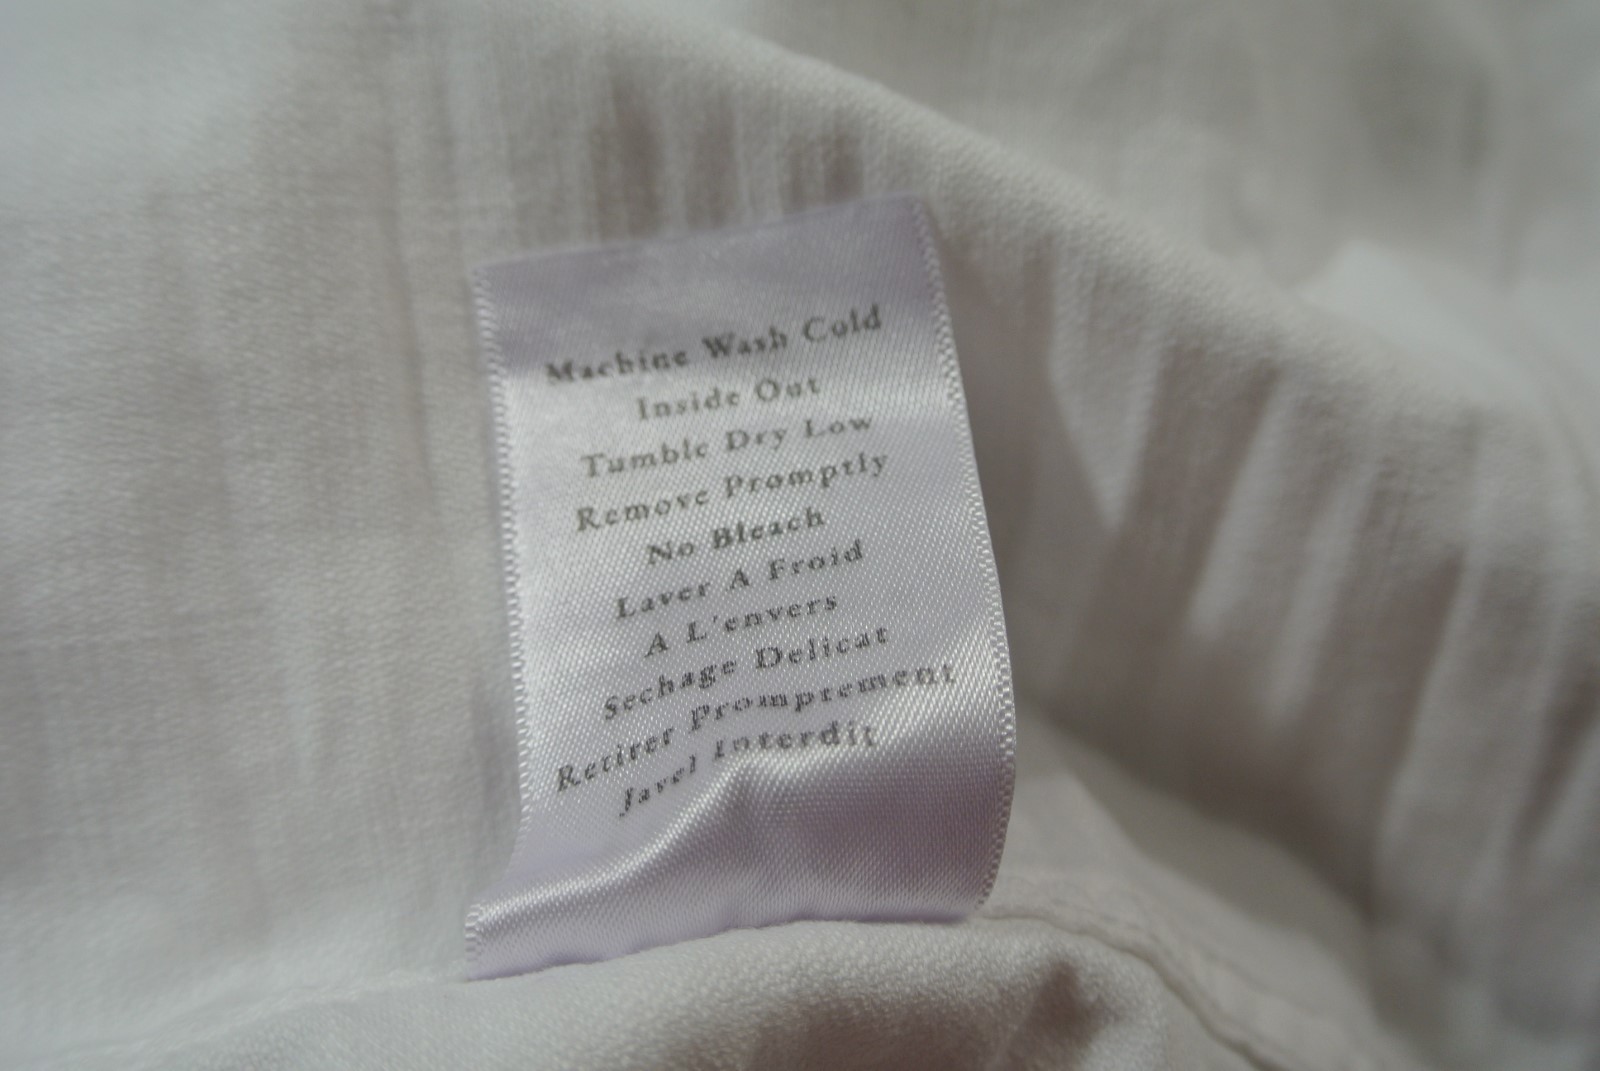 Machine Wash Cold
Inside Out
Tumble Dry Low
Remove Promptly
No Bleach
Laver A Froid
A L'envers
Sechage Delicat
Retirer Promptement
Javel Interdit